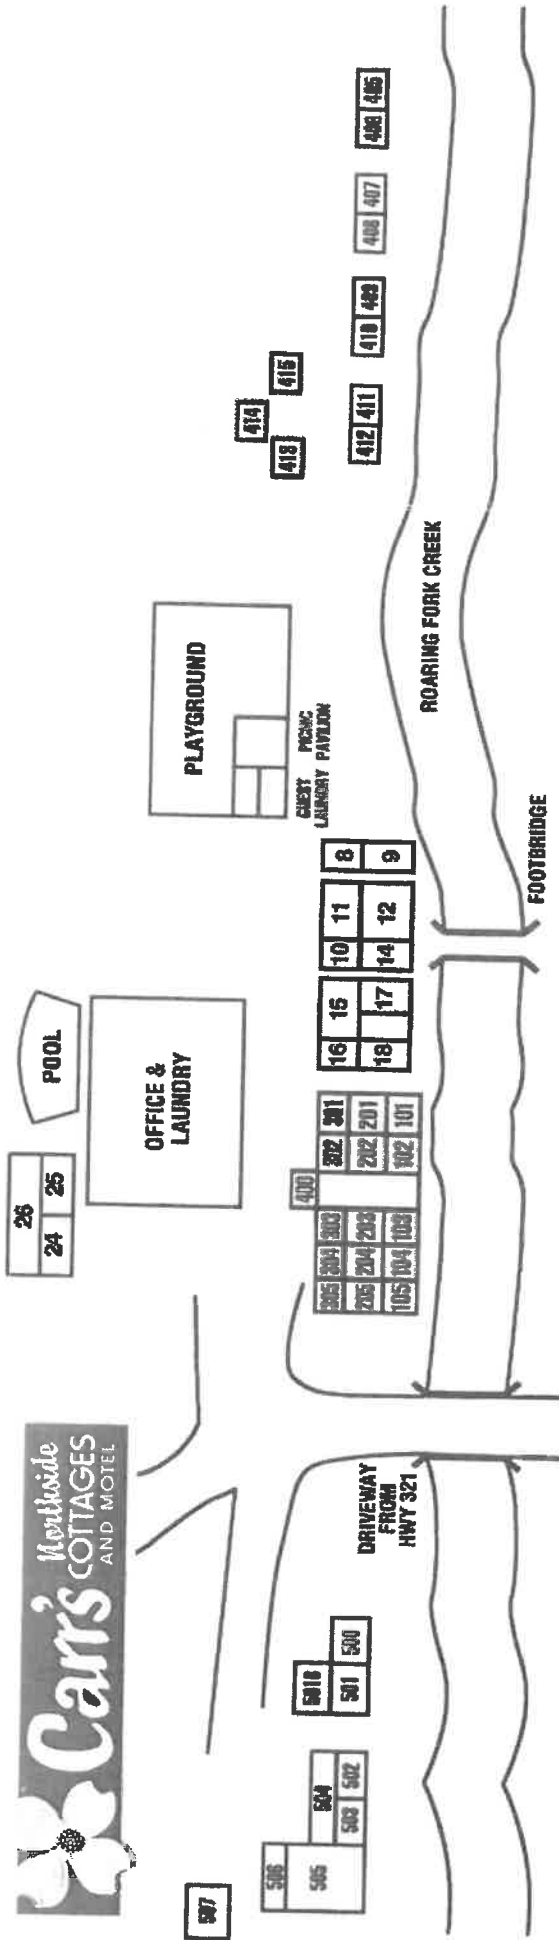 Carr's
Northside
COTTAGES
AND MOTEL
26
24 25
POOL
OFFICE &
LAUNDRY
PLAYGROUND
GUEST
LAUNDRY
PICNIC
PAVILION
414
413
415
507
506
505
504
503 502
501B
501 500
DRIVEWAY
FROM
HWY 321
400
305 304 303 302 301
205 204 203 202 201
105 104 103 102 101
16 15
18 17
10 11
14 12
8
9
412 411
410 409
408 407
406 405
ROARING FORK CREEK
FOOTBRIDGE